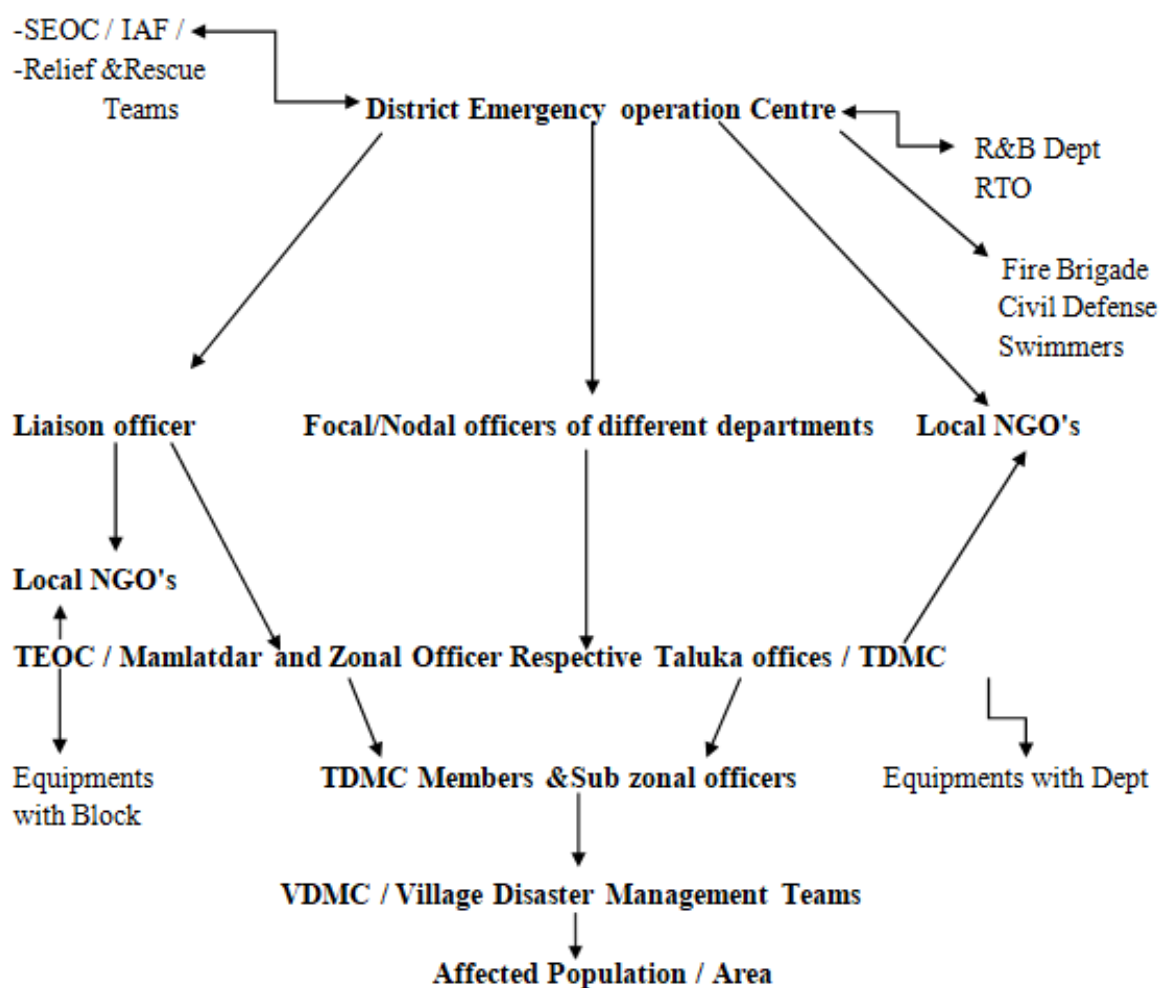 -SEOC / IAF /
-Relief &Rescue
Teams
District Emergency operation Centre
R&B Dept
RTO
Fire Brigade
Civil Defense
Swimmers
Liaison officer
Focal/Nodal officers of different departments
Local NGO's
Local NGO's
TEOC / Mamlatdar and Zonal Officer Respective Taluka offices / TDMC
Equipments
with Block
TDMC Members &Sub zonal officers
Equipments with Dept
VDMC / Village Disaster Management Teams
Affected Population / Area